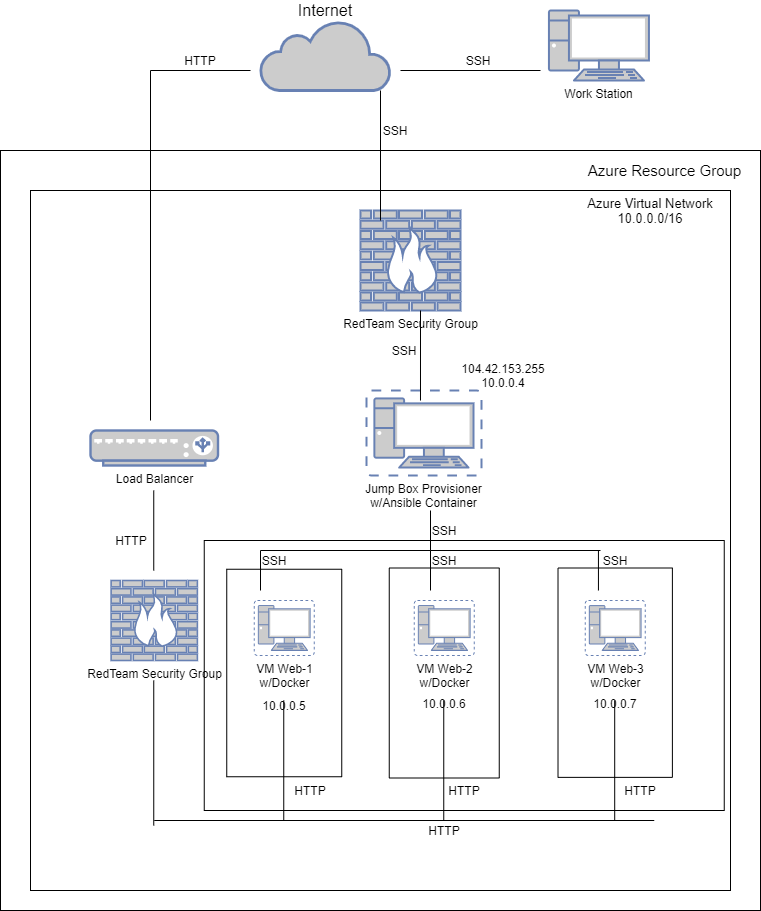 Internet
HTTP
SSH
Work Station
SSH
Azure Resource Group
Azure Virtual Network
10.0.0.0/16
RedTeam Security Group
SSH
104.42.153.255
10.0.0.4
Load Balancer
Jump Box Provisioner
w/Ansible Container
HTTP
SSH
SSH
SSH
SSH
RedTeam Security Group
VM Web-1
w/Docker
10.0.0.5
VM Web-2
w/Docker
10.0.0.6
VM Web-3
w/Docker
10.0.0.7
HTTP
HTTP
HTTP
HTTP